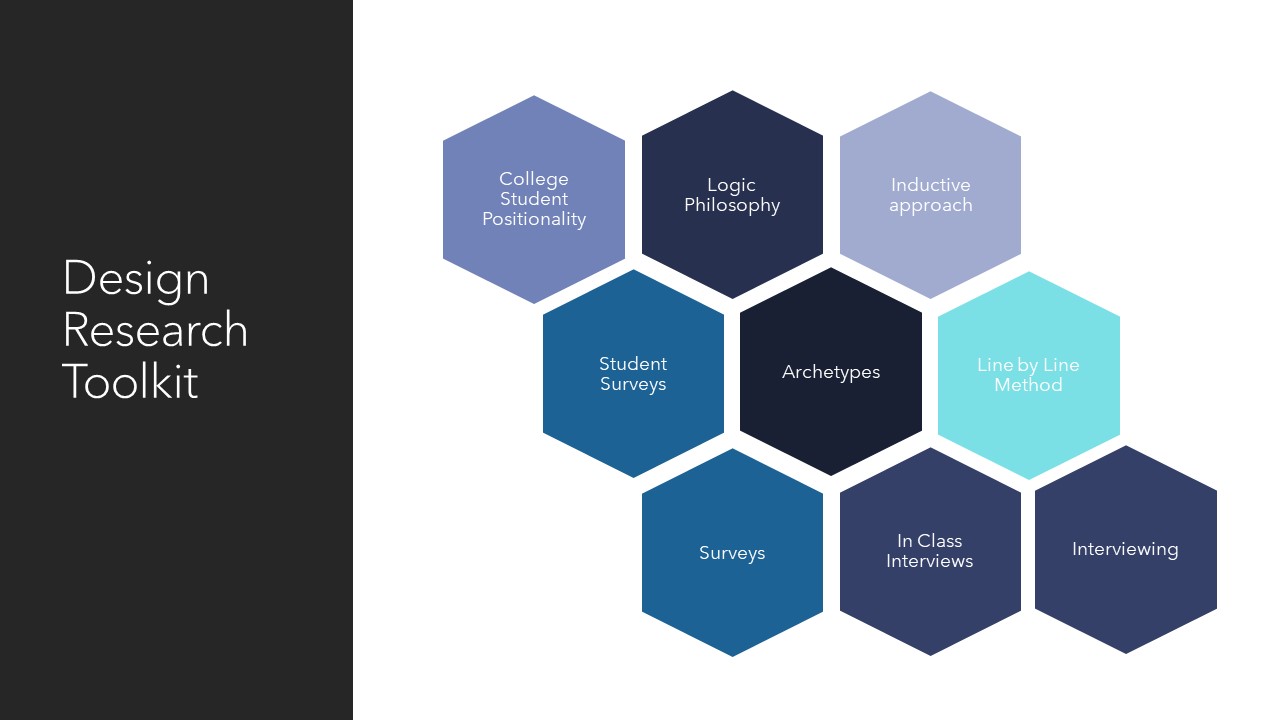 Design
Research
Toolkit
College
Student
Positionality
Logic
Philosophy
Inductive
approach
Student
Surveys
Archetypes
Line by Line
Method
Surveys
In Class
Interviews
Interviewing